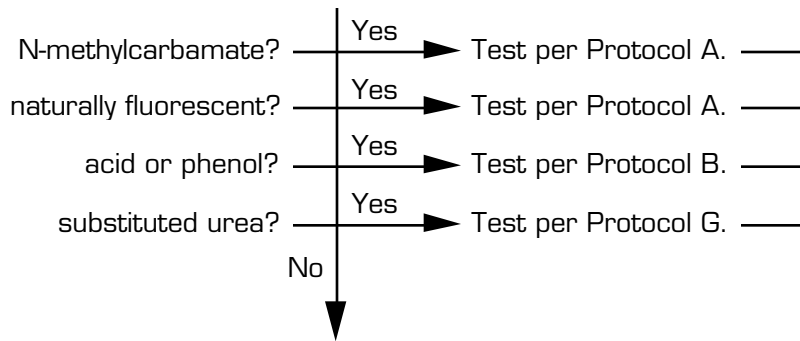 N-methylcarbamate? Yes Test per Protocol A.
naturally fluorescent? Yes Test per Protocol A.
acid or phenol? Yes Test per Protocol B.
substituted urea? Yes Test per Protocol G.
No